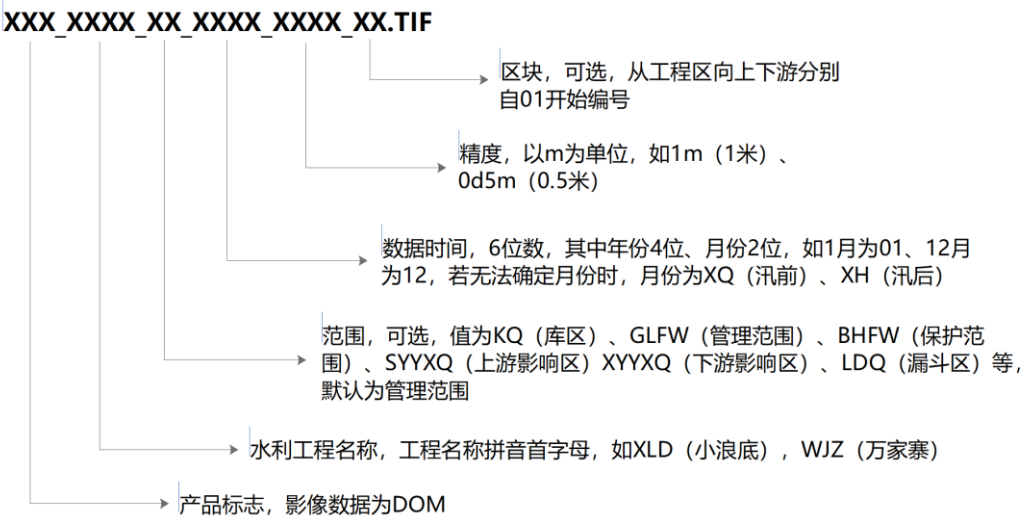 XXX_XXXX_XX_XXXX_XXXX_XX.TIF
区块，可选，从工程区向上下游分别
自01开始编号
精度，以m为单位，如1m（1米）、
0d5m（0.5米）
数据时间，6位数，其中年份4位、月份2位，如1月为01、12月
为12，若无法确定月份时，月份为XQ（汛前）、XH（汛后）
范围，可选，值为KQ（库区）、GLFW（管理范围）、BHFW（保护范
围）、SYYXQ（上游影响区）XYYXQ（下游影响区）、LDQ（漏斗区）等，
默认为管理范围
水利工程名称，工程名称拼音首字母，如XLD（小浪底），WJZ（万家寨）
产品标志，影像数据为DOM